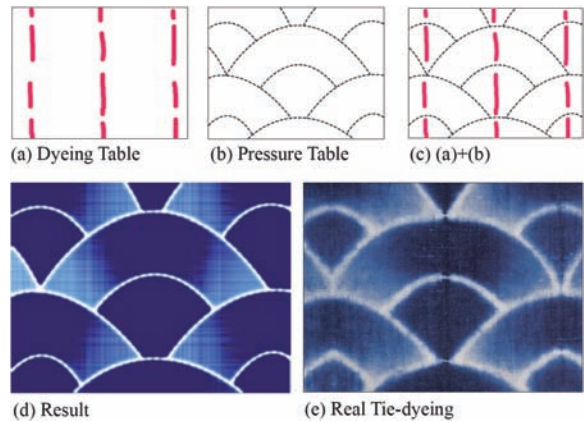 (a) Dyeing Table
(b) Pressure Table
(c) (a)+(b)
(d) Result
(e) Real Tie-dyeing